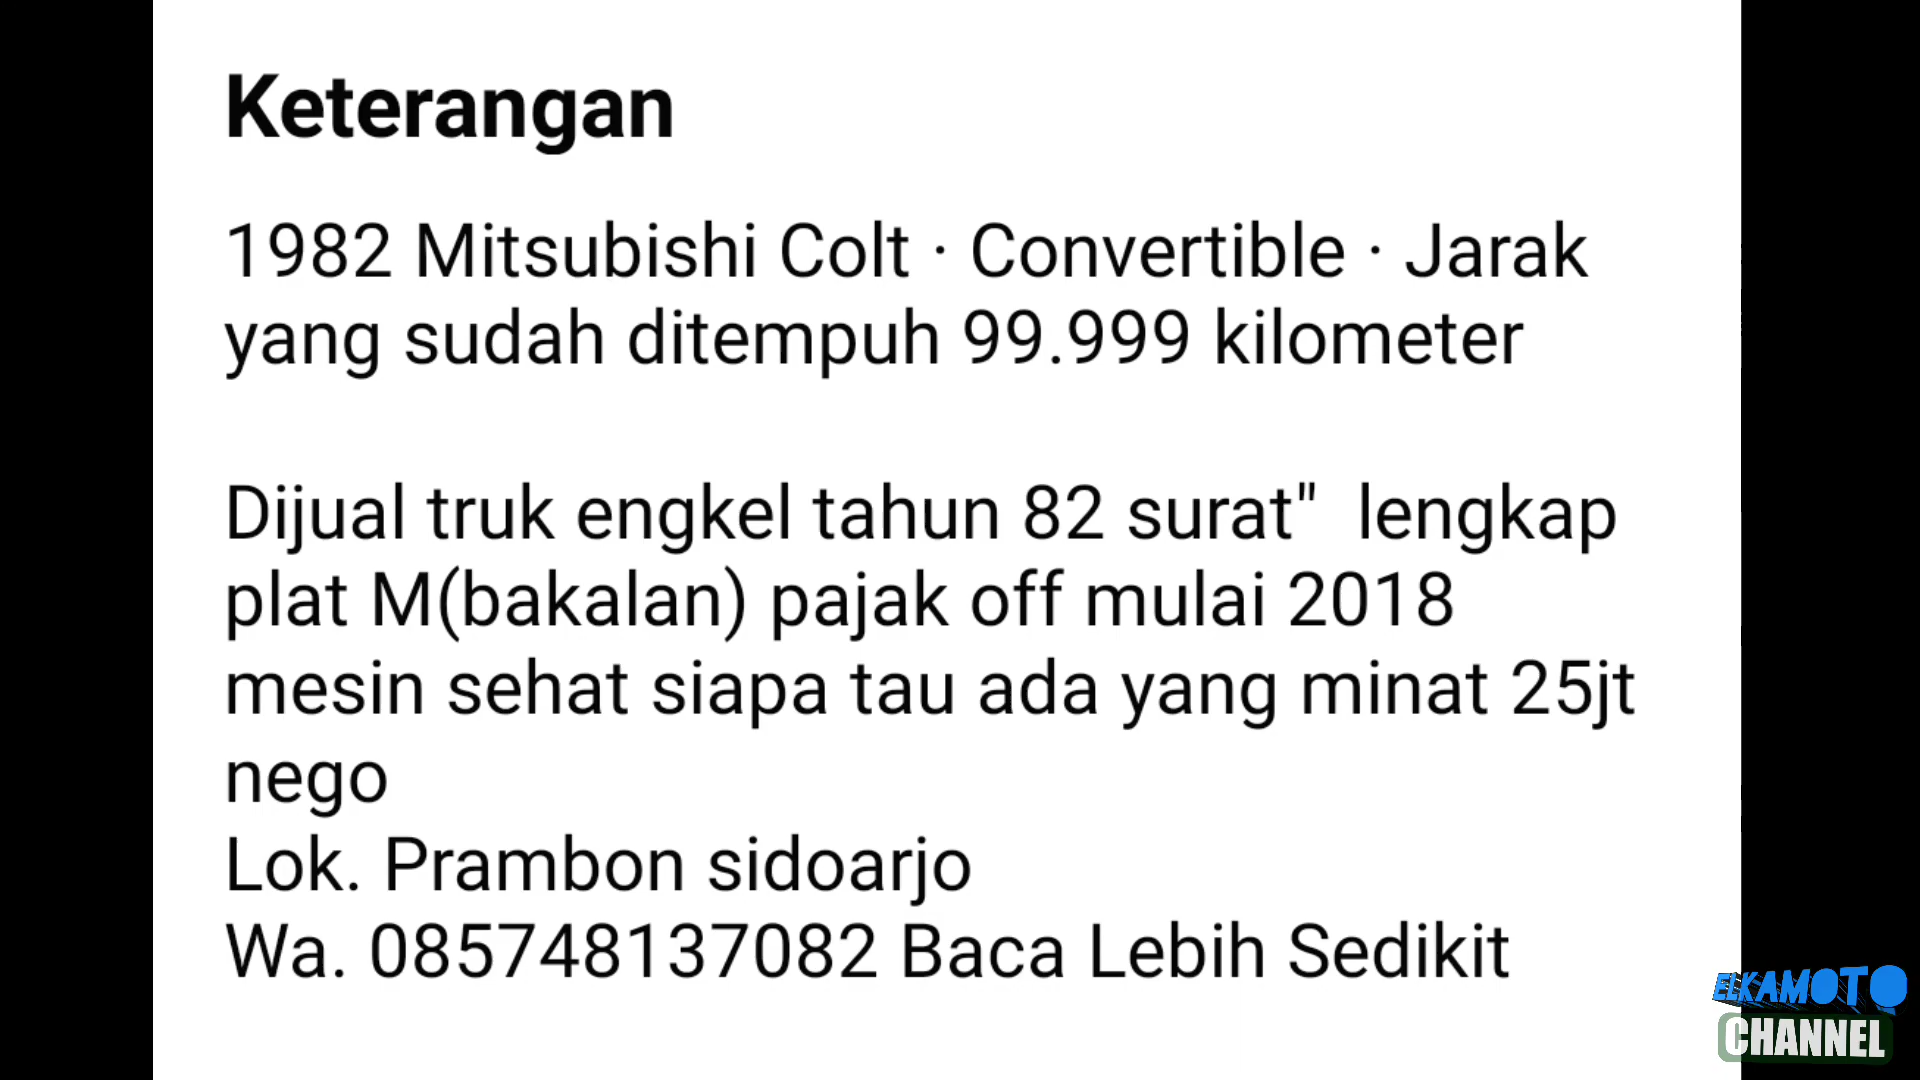 Keterangan
1982 Mitsubishi Colt · Convertible · Jarak
yang sudah ditempuh 99.999 kilometer
Dijual truk engkel tahun 82 surat"  lengkap
plat M(bakalan) pajak off mulai 2018
mesin sehat siapa tau ada yang minat 25jt
nego
Lok. Prambon sidoarjo
Wa. 085748137082 Baca Lebih Sedikit
ELKAMOTO
CHANNEL